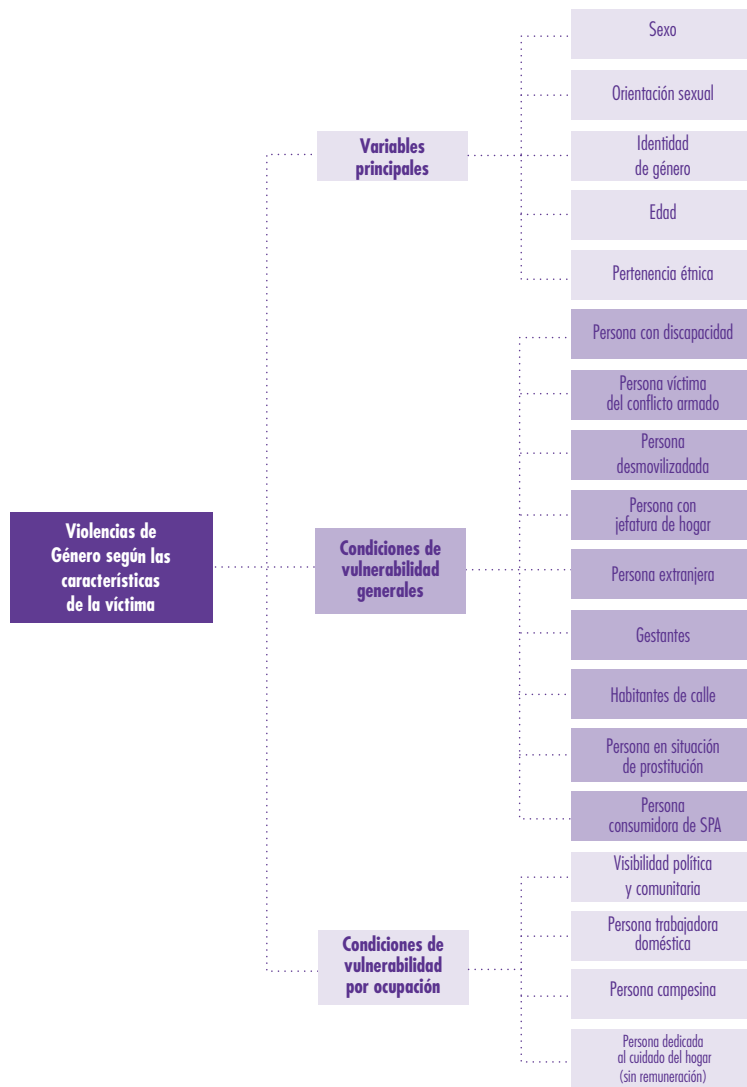 Violencias de
Género según las
características
de la víctima
Variables
principales
Sexo
Orientación sexual
Identidad
de género
Edad
Pertenencia étnica
Condiciones de
vulnerabilidad
generales
Persona con discapacidad
Persona víctima
del conflicto armado
Persona
desmovilizadada
Persona con
jefatura de hogar
Persona extranjera
Gestantes
Habitantes de calle
Persona en situación
de prostitución
Persona
consumidora de SPA
Condiciones de
vulnerabilidad
por ocupación
Visibilidad política
y comunitaria
Persona trabajadora
doméstica
Persona campesina
Persona dedicada
al cuidado del hogar
(sin remuneración)